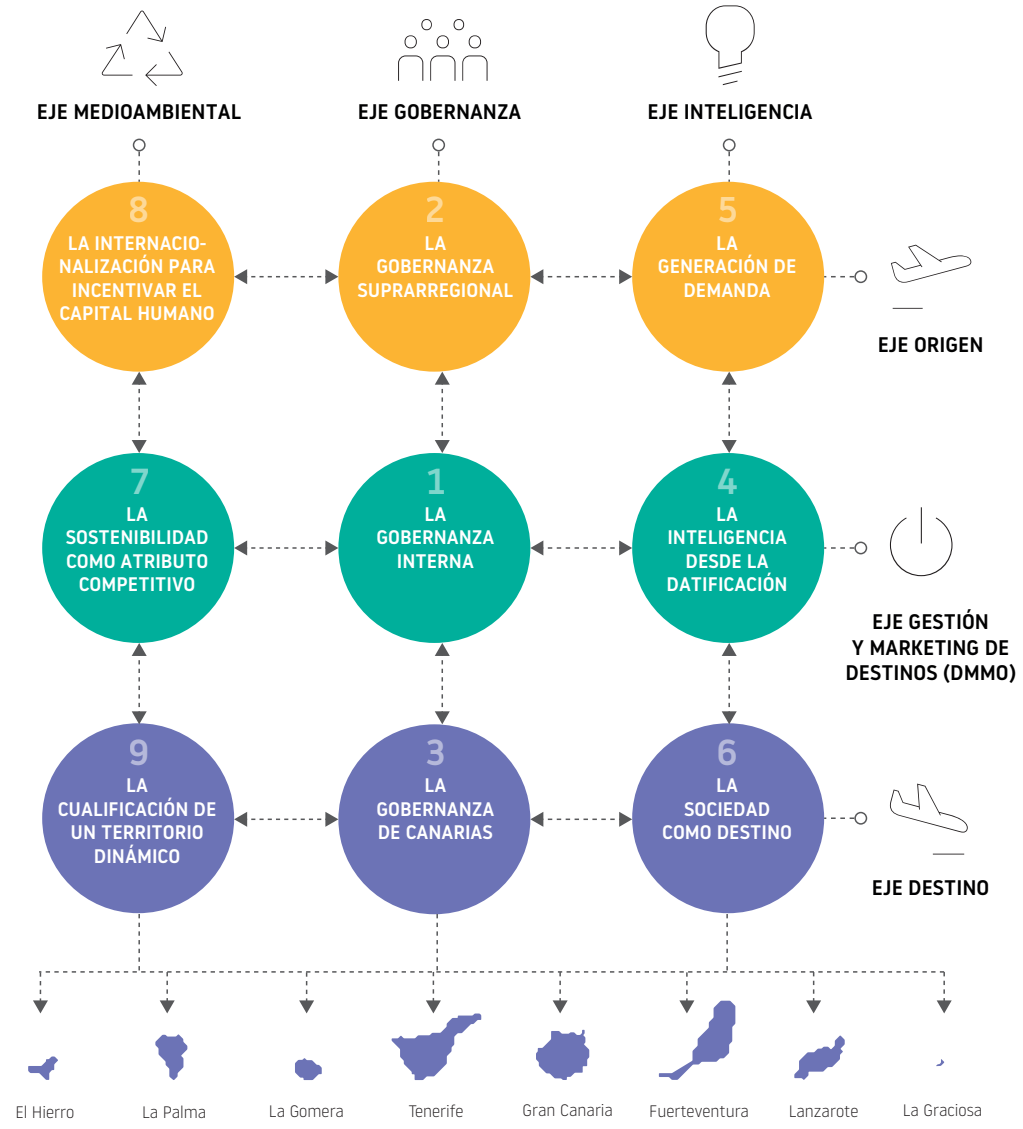 EJE MEDIOAMBIENTAL
EJE GOBERNANZA
EJE INTELIGENCIA
8
LA INTERNACIO-
NALIZACIÓN PARA
INCENTIVAR EL
CAPITAL HUMANO
2
LA
GOBERNANZA
SUPRARREGIONAL
5
LA
GENERACIÓN DE
DEMANDA
EJE ORIGEN
7
LA
SOSTENIBILIDAD
COMO ATRIBUTO
COMPETITIVO
1
LA
GOBERNANZA
INTERNA
4
LA
INTELIGENCIA
DESDE LA
DATIFICACIÓN
EJE GESTIÓN
Y MARKETING DE
DESTINOS (DMMO)
9
LA
CUALIFICACIÓN DE
UN TERRITORIO
DINÁMICO
3
LA
GOBERNANZA
DE CANARIAS
6
LA
SOCIEDAD
COMO DESTINO
EJE DESTINO
El Hierro
La Palma
La Gomera
Tenerife
Gran Canaria
Fuerteventura
Lanzarote
La Graciosa